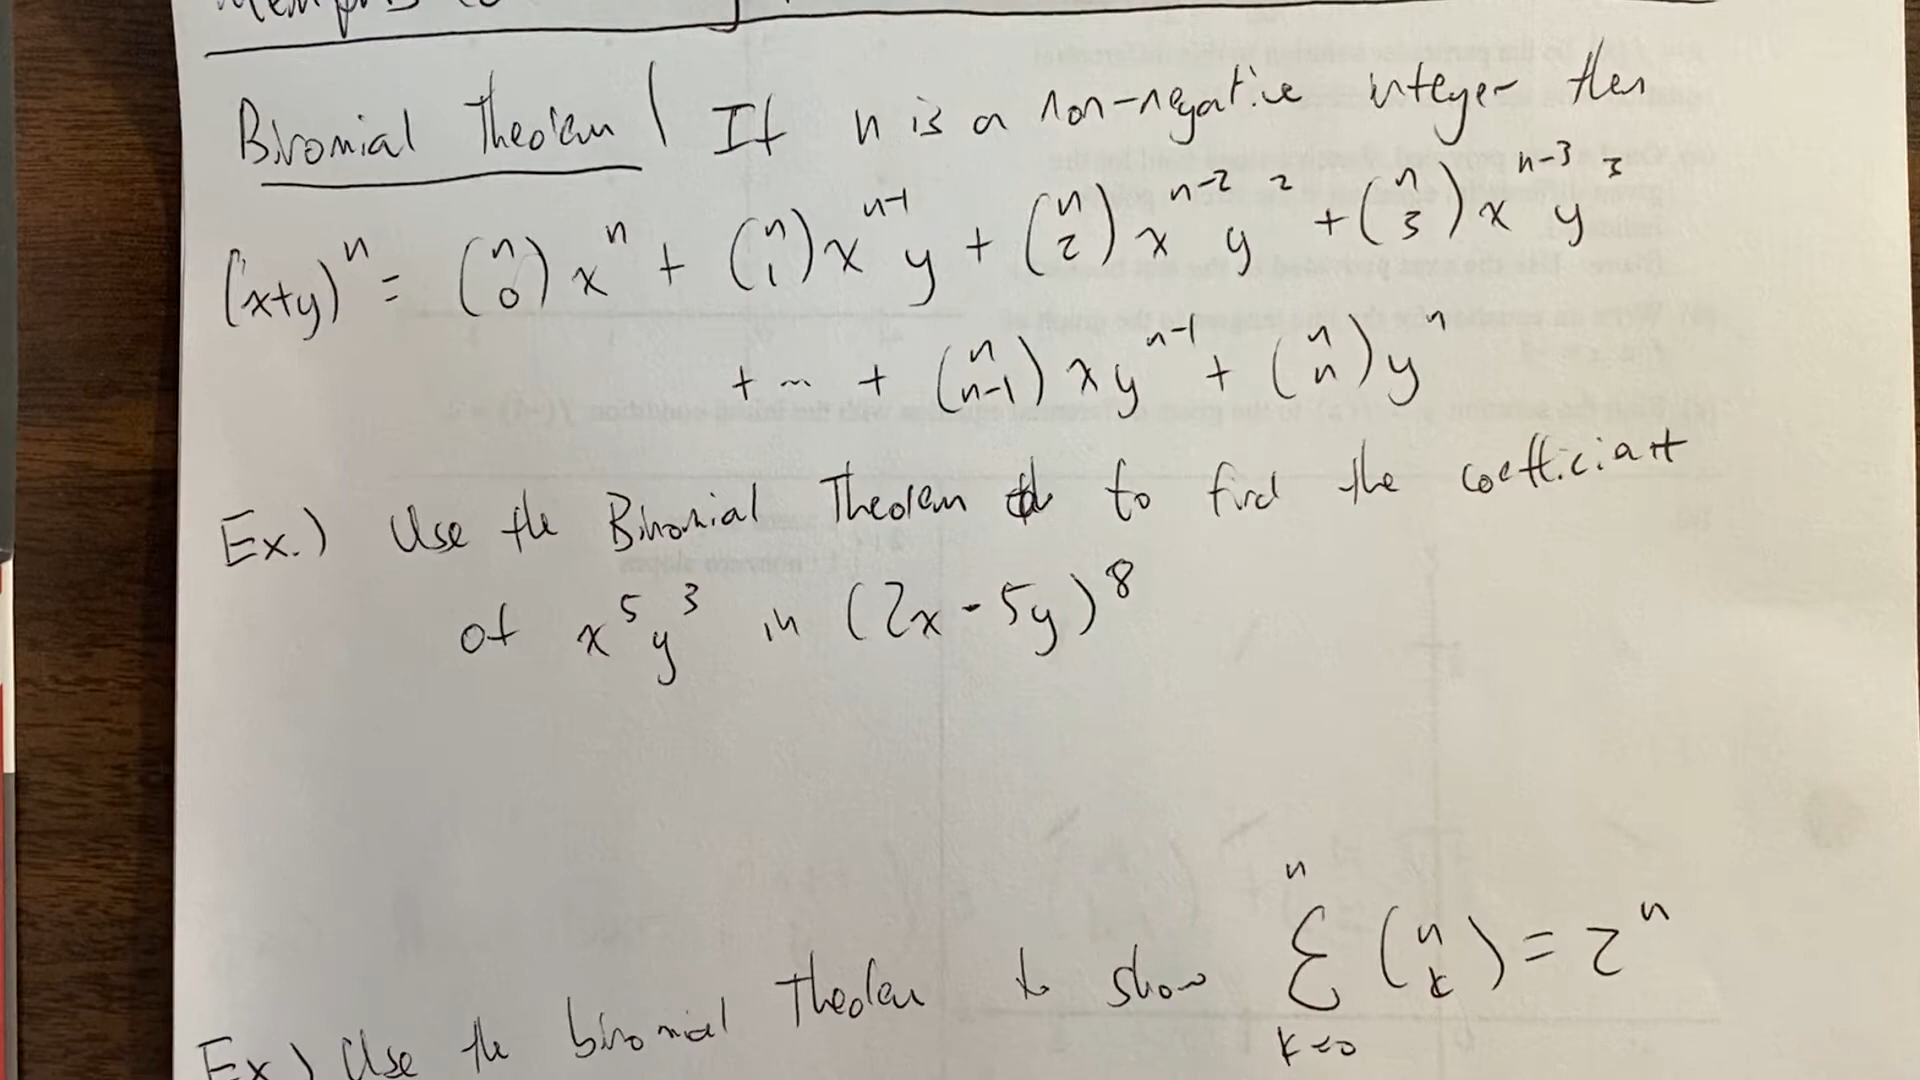 Binomial Theorem | If n is a non-negative integer then
(x+y)^n = (n 0) x^n + (n 1) x^{n-1} y + (n 2) x^{n-2} y^2 + (n 3) x^{n-3} y^3
+ ... + (n n-1) x y^{n-1} + (n n) y^n
Ex.) Use the Binomial Theorem to find the coefficient
of x^5 y^3 in (2x - 5y)^8
Ex.) Use the binomial Theorem to show Σ_{k=0}^{n} (n k) = 2^n